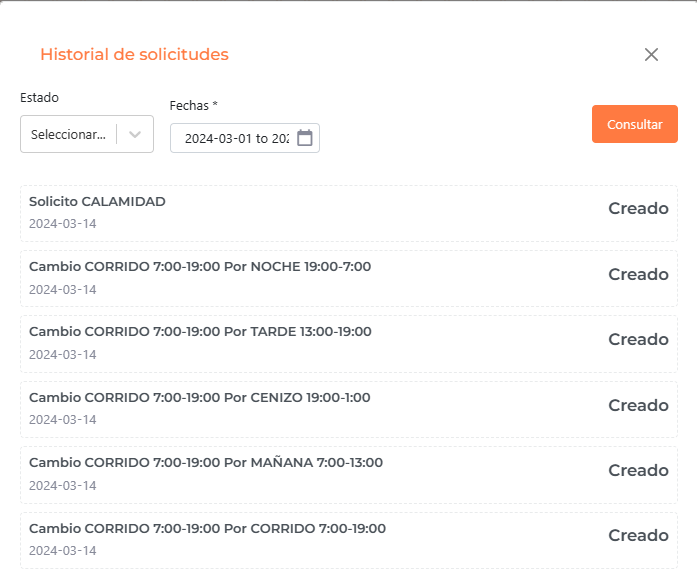 Historial de solicitudes
Estado
Fechas *
Seleccionar...
2024-03-01 to 202
Consultar
Solicito CALAMIDAD
Creado
2024-03-14
Cambio CORRIDO 7:00-19:00 Por NOCHE 19:00-7:00
Creado
2024-03-14
Cambio CORRIDO 7:00-19:00 Por TARDE 13:00-19:00
Creado
2024-03-14
Cambio CORRIDO 7:00-19:00 Por CENIZO 19:00-1:00
Creado
2024-03-14
Cambio CORRIDO 7:00-19:00 Por MAÑANA 7:00-13:00
Creado
2024-03-14
Cambio CORRIDO 7:00-19:00 Por CORRIDO 7:00-19:00
Creado
2024-03-14